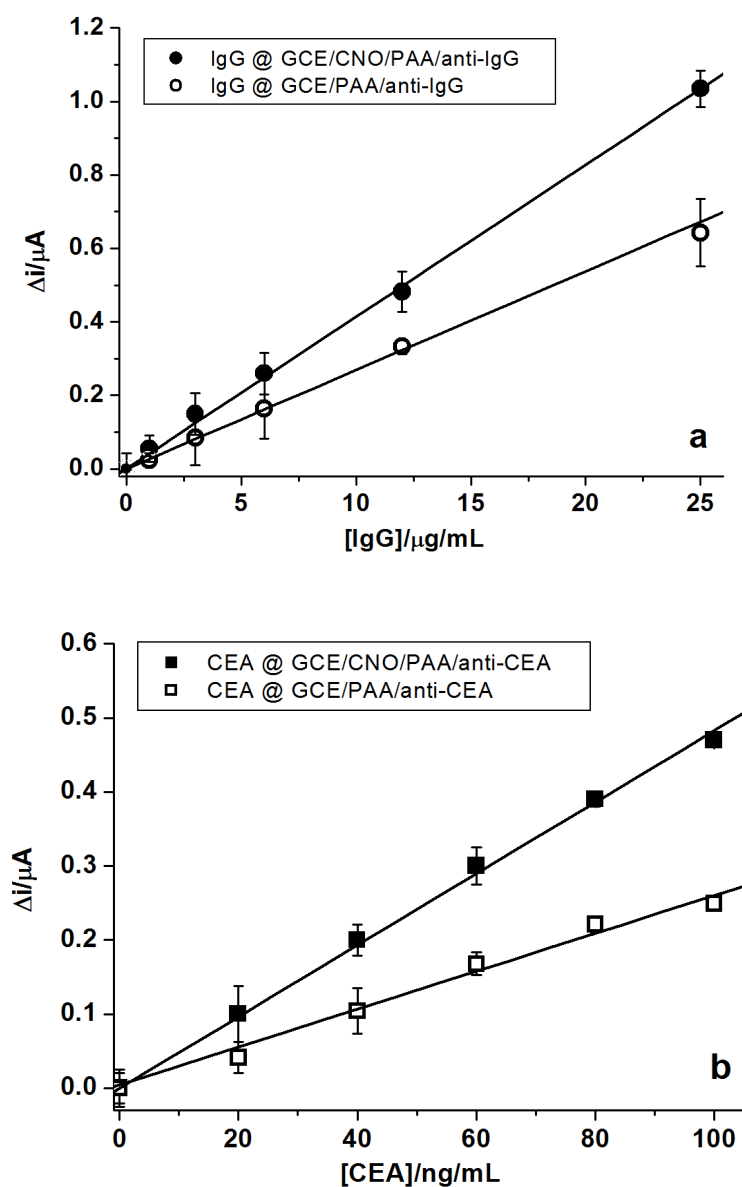 1.2
IgG @ GCE/CNO/PAA/anti-IgG
IgG @ GCE/PAA/anti-IgG
1.0
0.8
0.6
0.4
0.2
0.0
Δi/μA
a
0 5 10 15 20 25
[IgG]/μg/mL
0.6
CEA @ GCE/CNO/PAA/anti-CEA
CEA @ GCE/PAA/anti-CEA
0.5
0.4
0.3
0.2
0.1
0.0
Δi/μA
b
0 20 40 60 80 100
[CEA]/ng/mL